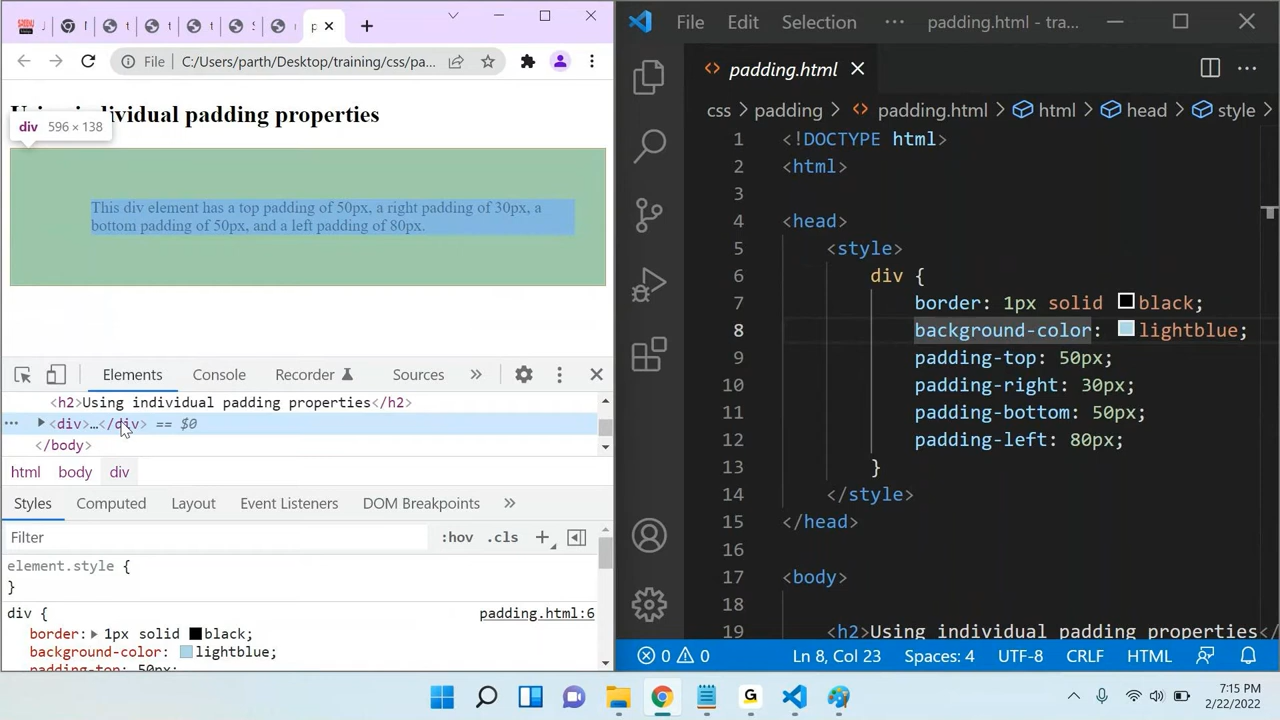 p
File C:/Users/parth/Desktop/training/css/pa...
Using individual padding properties
div 596 × 138
This div element has a top padding of 50px, a right padding of 30px, a
bottom padding of 50px, and a left padding of 80px.
Elements Console Recorder Sources »
<h2>Using individual padding properties</h2>
<div>…</div> == $0
</body>
html body div
Styles Computed Layout Event Listeners DOM Breakpoints »
Filter :hov .cls
element.style {
}
div { padding.html:6
border: 1px solid black;
background-color: lightblue;
padding-top: 50px;
File Edit Selection ··· padding.html - tra...
padding.html
css > padding > padding.html > html > head > style >
1 <!DOCTYPE html>
2 <html>
3
4 <head>
5 <style>
6 div {
7 border: 1px solid black;
8 background-color: lightblue;
9 padding-top: 50px;
10 padding-right: 30px;
11 padding-bottom: 50px;
12 padding-left: 80px;
13 }
14 </style>
15 </head>
16
17 <body>
18
19 <h2>Using individual padding properties</
0 0 Ln 8, Col 23 Spaces: 4 UTF-8 CRLF HTML
7:15 PM
2/22/2022